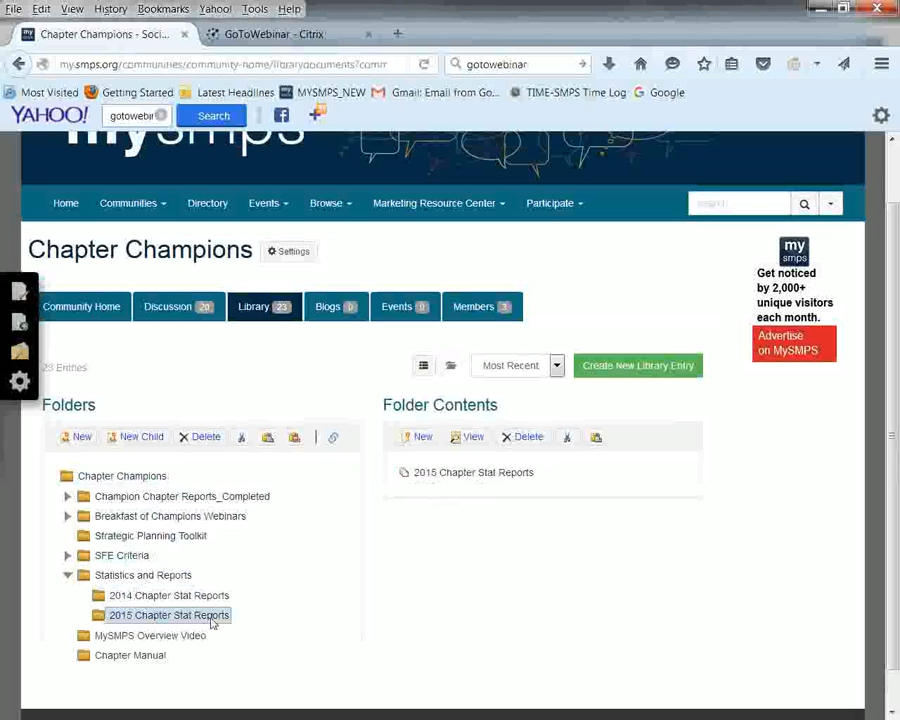 File Edit View History Bookmarks Yahoo! Tools Help
my smps Chapter Champions - Soci... × GoToWebinar - Citrix × +
my.smps.org/communities/community-home/librarydocuments?comm gotowebinar
Most Visited Getting Started Latest Headlines MYSMPS_NEW Gmail: Email from Go... TIME-SMPS Time Log Google
YAHOO! gotowebir Search
mysmps
Home Communities Directory Events Browse Marketing Resource Center Participate search
Chapter Champions Settings
my smps
Get noticed
by 2,000+
unique visitors
each month.
Advertise
on MySMPS
Community Home Discussion 20 Library 23 Blogs 0 Events 0 Members 3
23 Entries Most Recent Create New Library Entry
Folders Folder Contents
New New Child Delete New View Delete
Chapter Champions 2015 Chapter Stat Reports
Champion Chapter Reports_Completed
Breakfast of Champions Webinars
Strategic Planning Toolkit
SFE Criteria
Statistics and Reports
2014 Chapter Stat Reports
2015 Chapter Stat Reports
MySMPS Overview Video
Chapter Manual